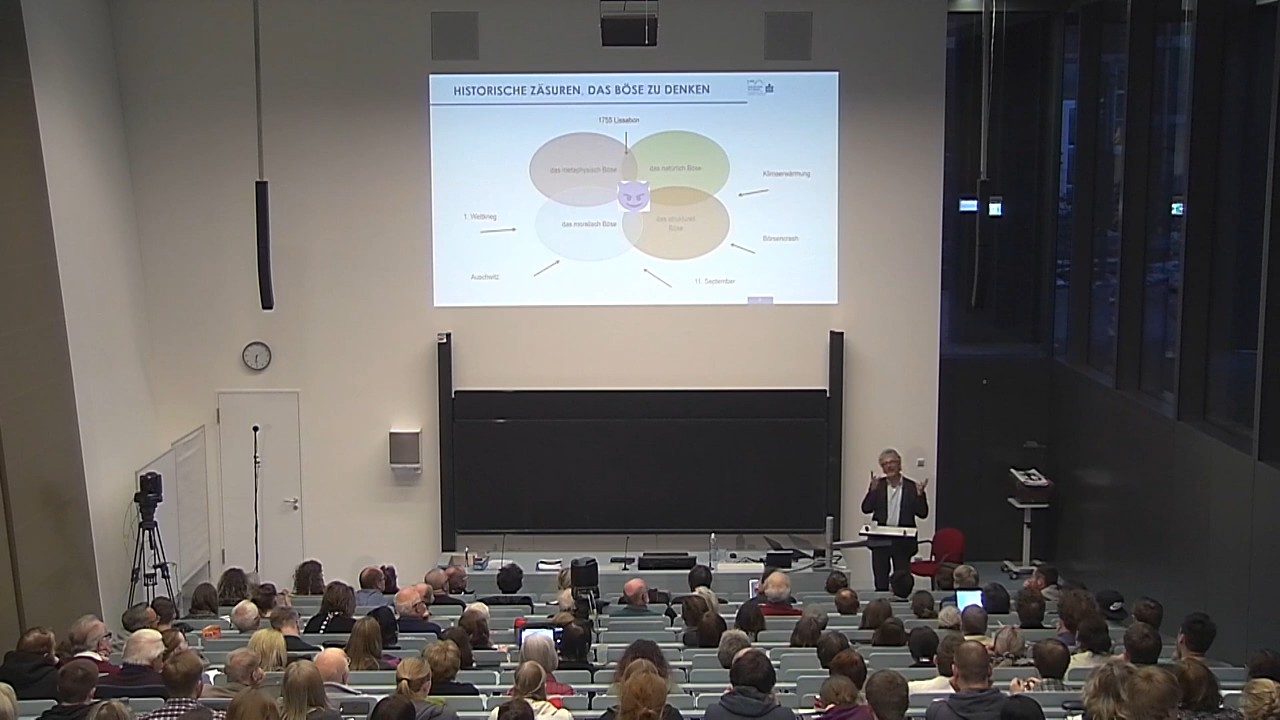 HISTORISCHE ZÄSUREN, DAS BÖSE ZU DENKEN
1755 Lissabon
das metaphysisch Böse
das natürlich Böse
Klimaerwärmung
1. Weltkrieg
das moralisch Böse
das strukturell
Böse
Börsencrash
Auschwitz
11. September